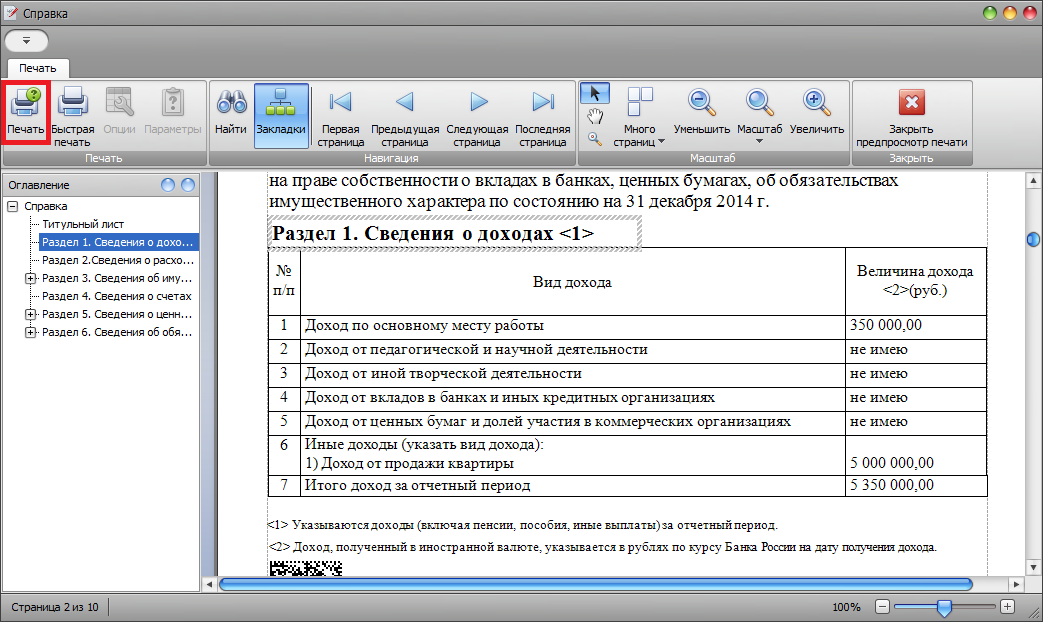 Справка
Печать
Печать
Быстрая печать
Опции
Параметры
Печать
Найти
Закладки
Первая страница
Предыдущая страница
Следующая страница
Последняя страница
Навигация
Много страниц
Уменьшить
Масштаб
Увеличить
Масштаб
Закрыть предпросмотр печати
Закрыть
Оглавление
Справка
Титульный лист
Раздел 1. Сведения о дохо...
Раздел 2.Сведения о расхо...
Раздел 3. Сведения об иму...
Раздел 4. Сведения о счетах
Раздел 5. Сведения о ценн...
Раздел 6. Сведения об обя...
на праве собственности о вкладах в банках, ценных бумагах, об обязательствах
имущественного характера по состоянию на 31 декабря 2014 г.
Раздел 1. Сведения о доходах <1>
№ п/п Вид дохода Величина дохода <2>(руб.)
1 Доход по основному месту работы 350 000,00
2 Доход от педагогической и научной деятельности не имею
3 Доход от иной творческой деятельности не имею
4 Доход от вкладов в банках и иных кредитных организациях не имею
5 Доход от ценных бумаг и долей участия в коммерческих организациях не имею
6 Иные доходы (указать вид дохода):
1) Доход от продажи квартиры 5 000 000,00
7 Итого доход за отчетный период 5 350 000,00
<1> Указываются доходы (включая пенсии, пособия, иные выплаты) за отчетный период.
<2> Доход, полученный в иностранной валюте, указывается в рублях по курсу Банка России на дату получения дохода.
Страница 2 из 10
100%